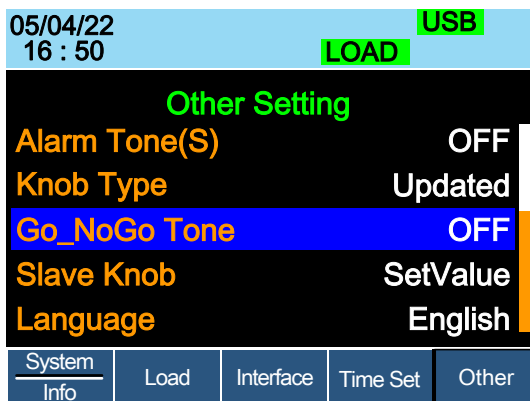 05/04/22
USB
16 : 50
LOAD
Other Setting
Alarm Tone(S) OFF
Knob Type Updated
Go_NoGo Tone OFF
Slave Knob SetValue
Language English
System
Info
Load
Interface
Time Set
Other